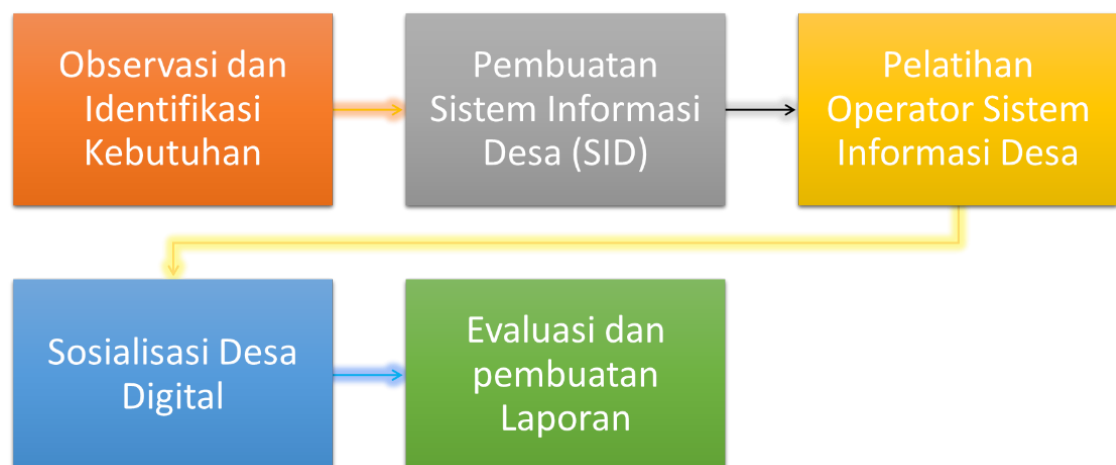 Observasi dan
Identifikasi
Kebutuhan
Pembuatan
Sistem Informasi
Desa (SID)
Pelatihan
Operator Sistem
Informasi Desa
Sosialisasi Desa
Digital
Evaluasi dan
pembuatan
Laporan